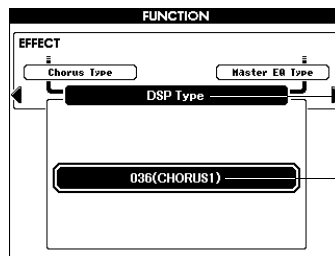 FUNCTION
EFFECT
Chorus Type
Master EQ Type
DSP Type
036(CHORUS1)